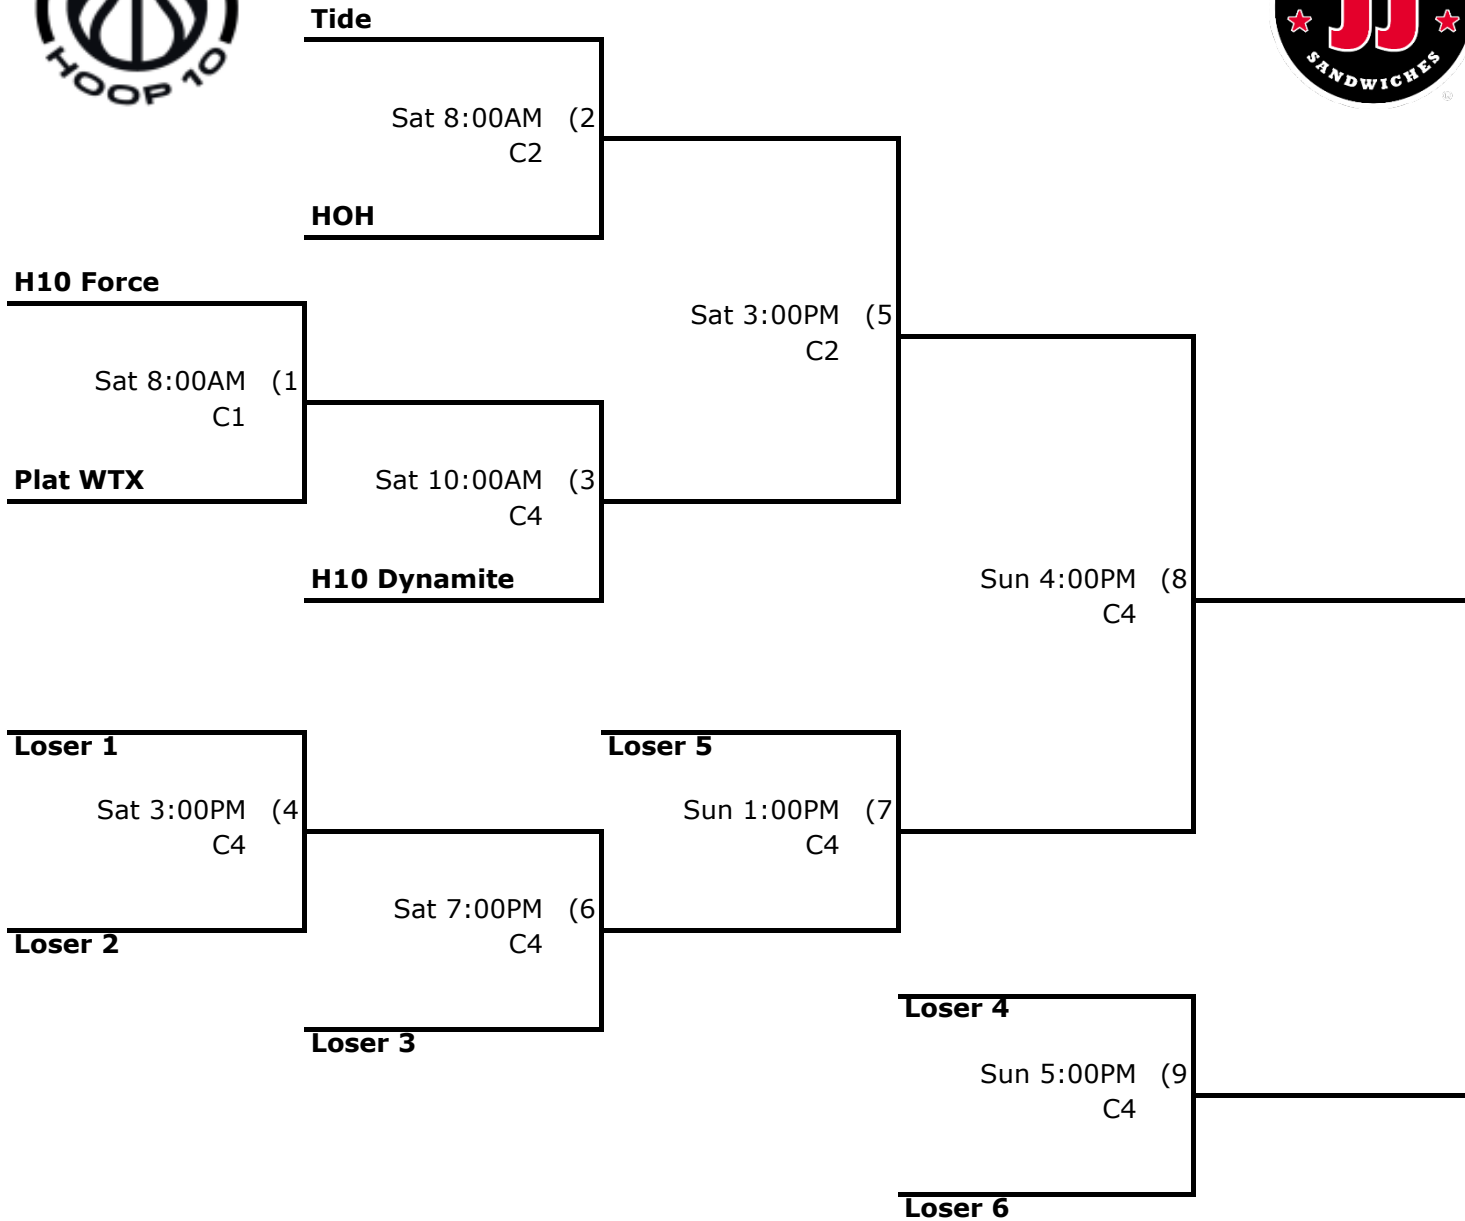 HOOP 10
JJ
SANDWICHES
®
Tide
Sat 8:00AM (2
C2
HOH
H10 Force
Sat 3:00PM (5
C2
Sat 8:00AM (1
C1
Plat WTX
Sat 10:00AM (3
C4
H10 Dynamite
Sun 4:00PM (8
C4
Loser 1
Loser 5
Sat 3:00PM (4
C4
Sun 1:00PM (7
C4
Sat 7:00PM (6
C4
Loser 2
Loser 4
Loser 3
Sun 5:00PM (9
C4
Loser 6